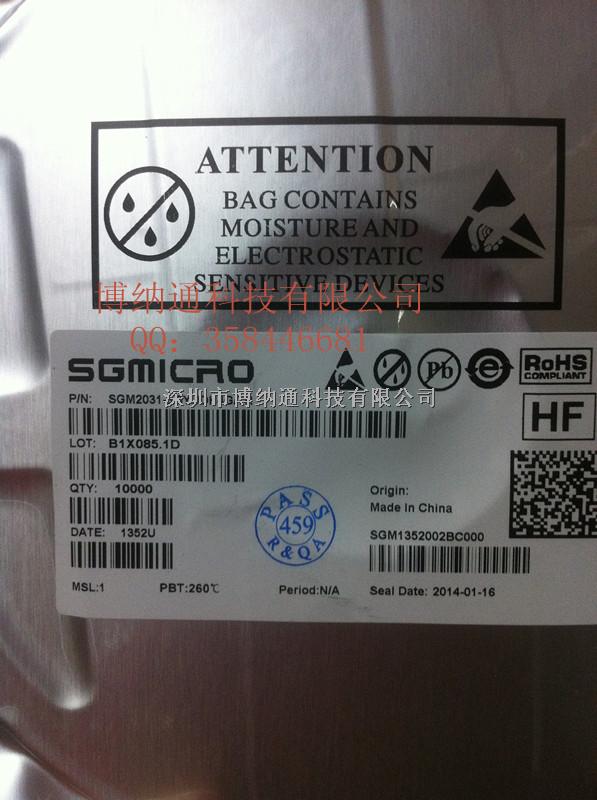 ATTENTION
BAG CONTAINS
MOISTURE AND
ELECTROSTATIC
SENSITIVE DEVICES
博纳通科技有限公司
QQ: 358446681
SGMICRO
Pb
e
RoHS
COMPLIANT
HF
P/N: SGM2031
深圳市博纳通科技有限公司
LOT: B1X085.1D
QTY: 10000
DATE: 1352U
PASS
459
R&QA
Origin:
Made in China
SGM1352002BC000
MSL:1 PBT:260℃ Period:N/A Seal Date: 2014-01-16